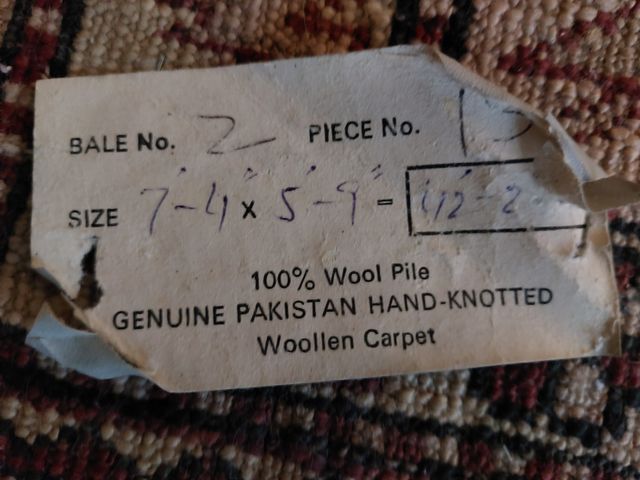 BALE No. 2 PIECE No.
SIZE 7'-4" x 5'-9" = 42'-2
100% Wool Pile
GENUINE PAKISTAN HAND-KNOTTED
Woollen Carpet